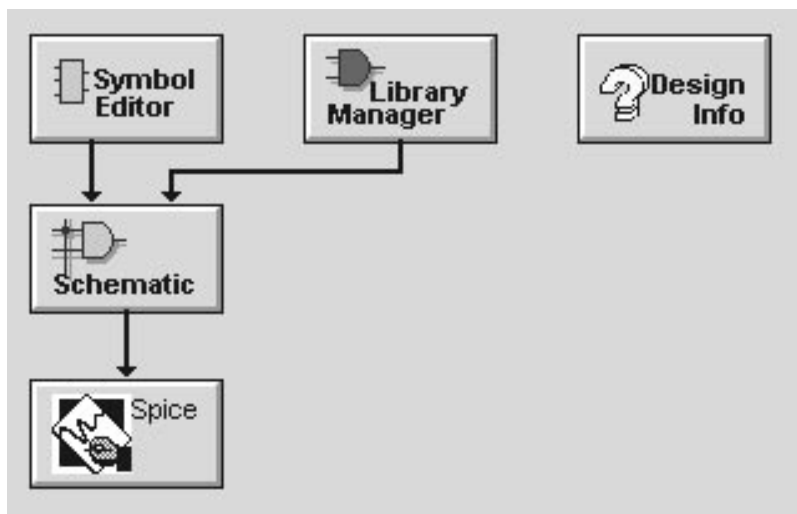 Symbol
Editor
Library
Manager
Design
Info
Schematic
Spice